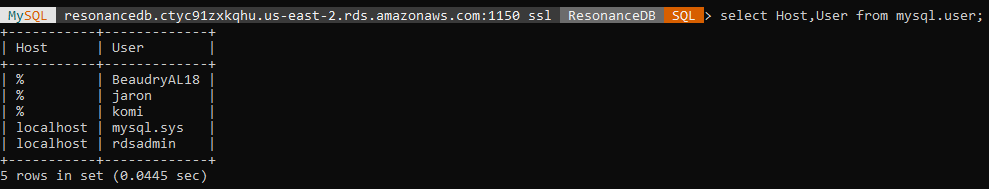 MySQL resonancedb.ctyc91zxkqhu.us-east-2.rds.amazonaws.com:1150 ssl ResonanceDB SQL > select Host,User from mysql.user;
+-----------+-------------+
| Host      | User        |
+-----------+-------------+
| %         | BeaudryAL18 |
| %         | jaron       |
| %         | komi        |
| localhost | mysql.sys   |
| localhost | rdsadmin    |
+-----------+-------------+
5 rows in set (0.0445 sec)